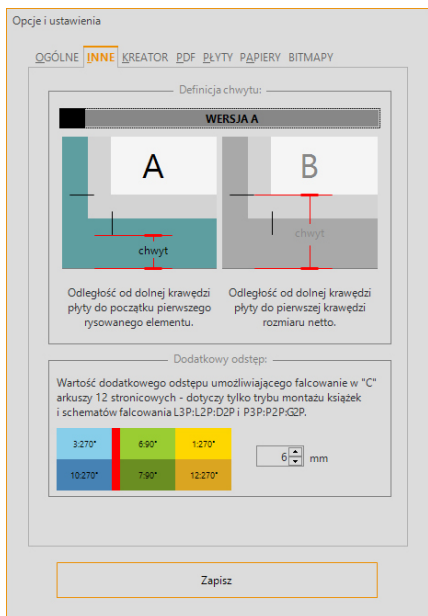 Opcje i ustawienia
OGÓLNE INNE KREATOR PDF PŁYTY PAPIERY BITMAPY
Definicja chwytu:
WERSJA A
A B
chwyt chwyt
Odległość od dolnej krawędzi
płyty do początku pierwszego
rysowanego elementu.
Odległość od dolnej krawędzi
płyty do pierwszej krawędzi
rozmiaru netto.
Dodatkowy odstęp:
Wartość dodatkowego odstępu umożliwiającego falcowanie w "C"
arkuszy 12 stronicowych - dotyczy tylko trybu montażu książek
i schematów falcowania L3P:L2P:D2P i P3P:P2P:G2P.
3:270° 6:90° 1:270°
10:270° 7:90° 12:270°
6 mm
Zapisz